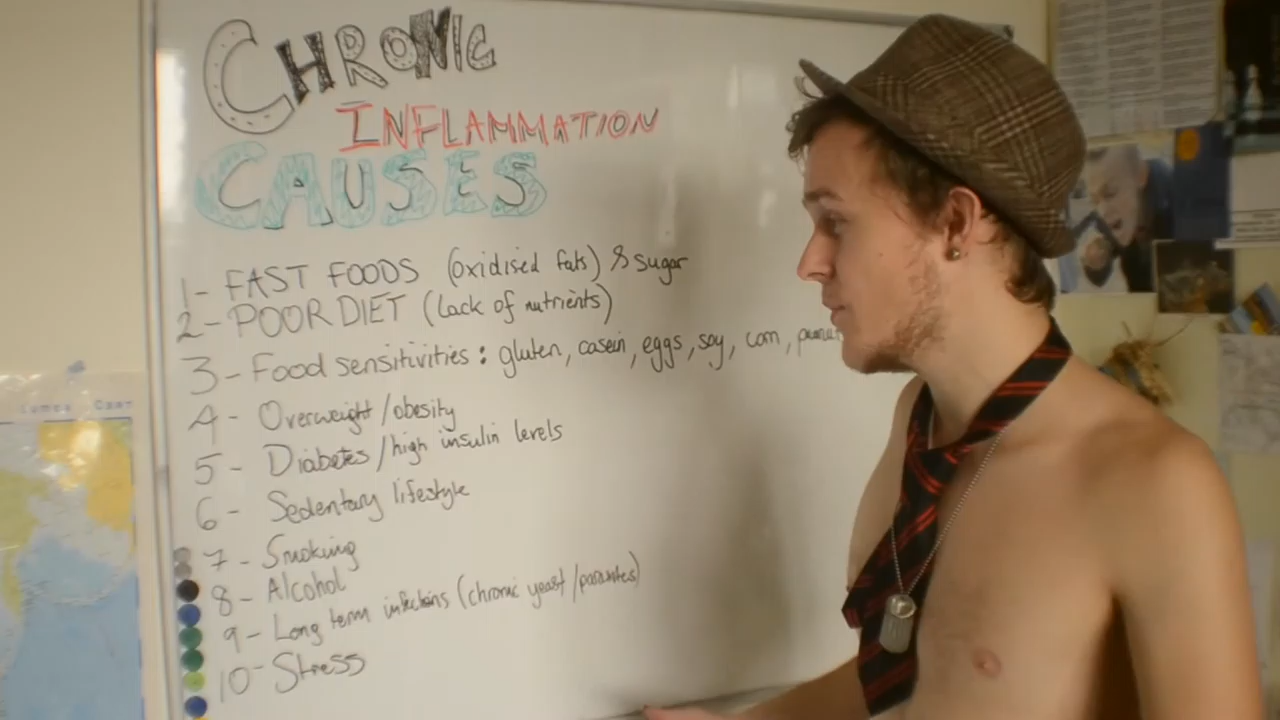 CHRONIC
INFLAMMATION
CAUSES
1- FAST FOODS (oxidised fats) & sugar
2- POOR DIET (lack of nutrients)
3- Food sensitivities: gluten, casein, eggs, soy, corn,
4- Overweight/obesity
5- Diabetes/high insulin levels
6- Sedentary lifestyle
7- Smoking
8- Alcohol
9- Long term infections (chronic yeast/parasites)
10- Stress